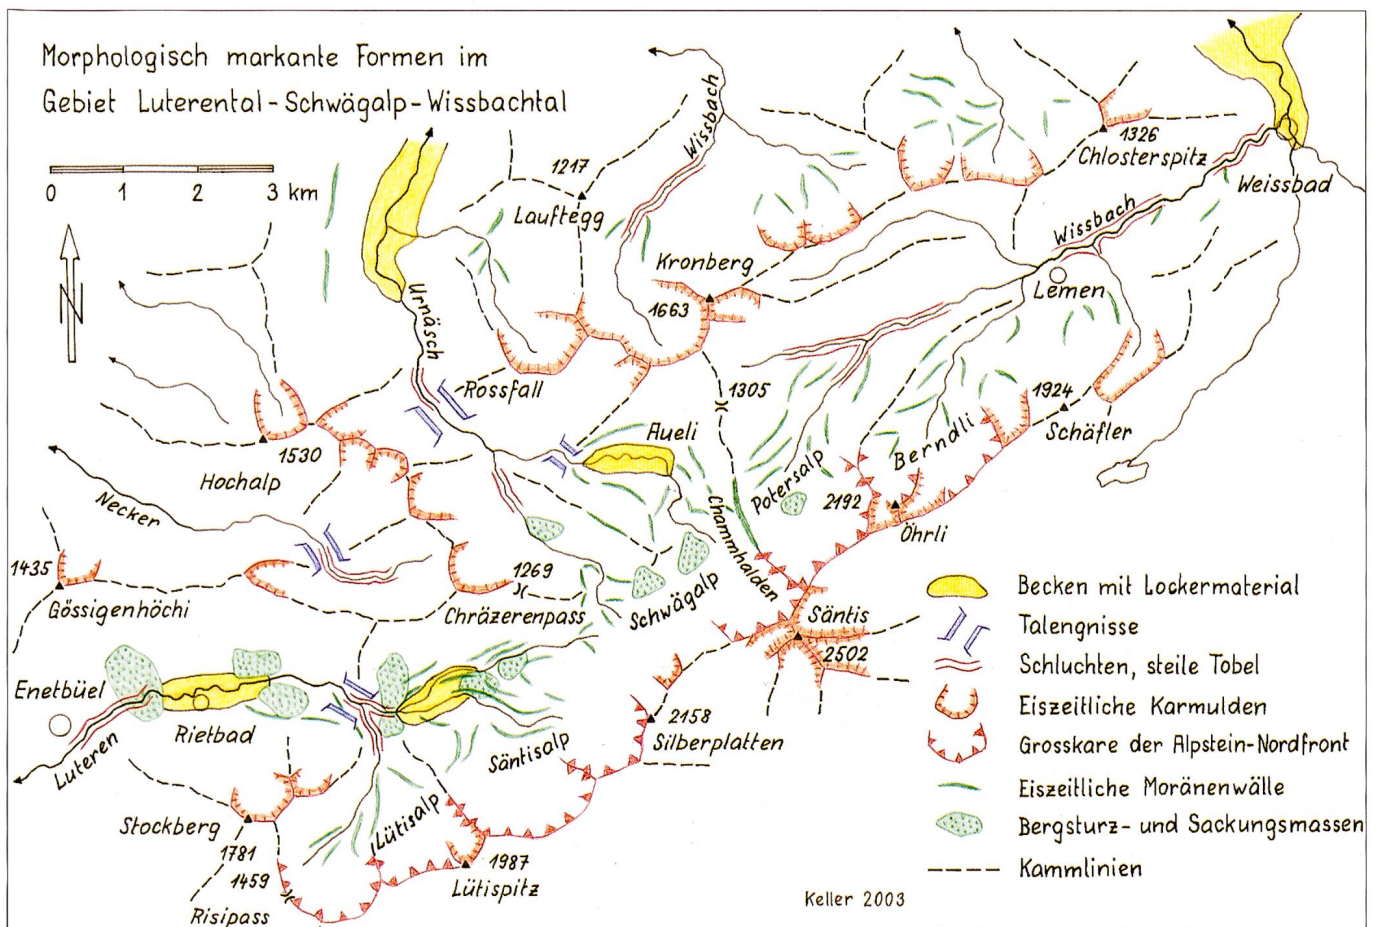 Morphologisch markante Formen im
Gebiet Luterental-Schwägalp-Wissbachtal
0 1 2 3 km
N
Wissbach
1217
Lauftegg
1326
Chlosterspitz
Weissbad
Wissbach
Kronberg
1663
Lemen
Urnäsch
Rossfall
1305
1924
Schäfler
Berndli
Aueli
1530
Hochalp
Potersalp
2192
Öhrli
Necker
Chammhalden
1435
Gössigenhöchi
1269
Chräzerenpass
Schwägalp
Säntis
2502
Enetbüel
Rietbad
Luteren
Säntisalp
2158
Silberplatten
Stockberg
1781
1459
Risipass
Lütisalp
1987
Lütispitz
Becken mit Lockermaterial
Talengnisse
Schluchten, steile Tobel
Eiszeitliche Karmulden
Grosskare der Alpstein-Nordfront
Eiszeitliche Moränenwälle
Bergsturz- und Sackungsmassen
Kammlinien
Keller 2003